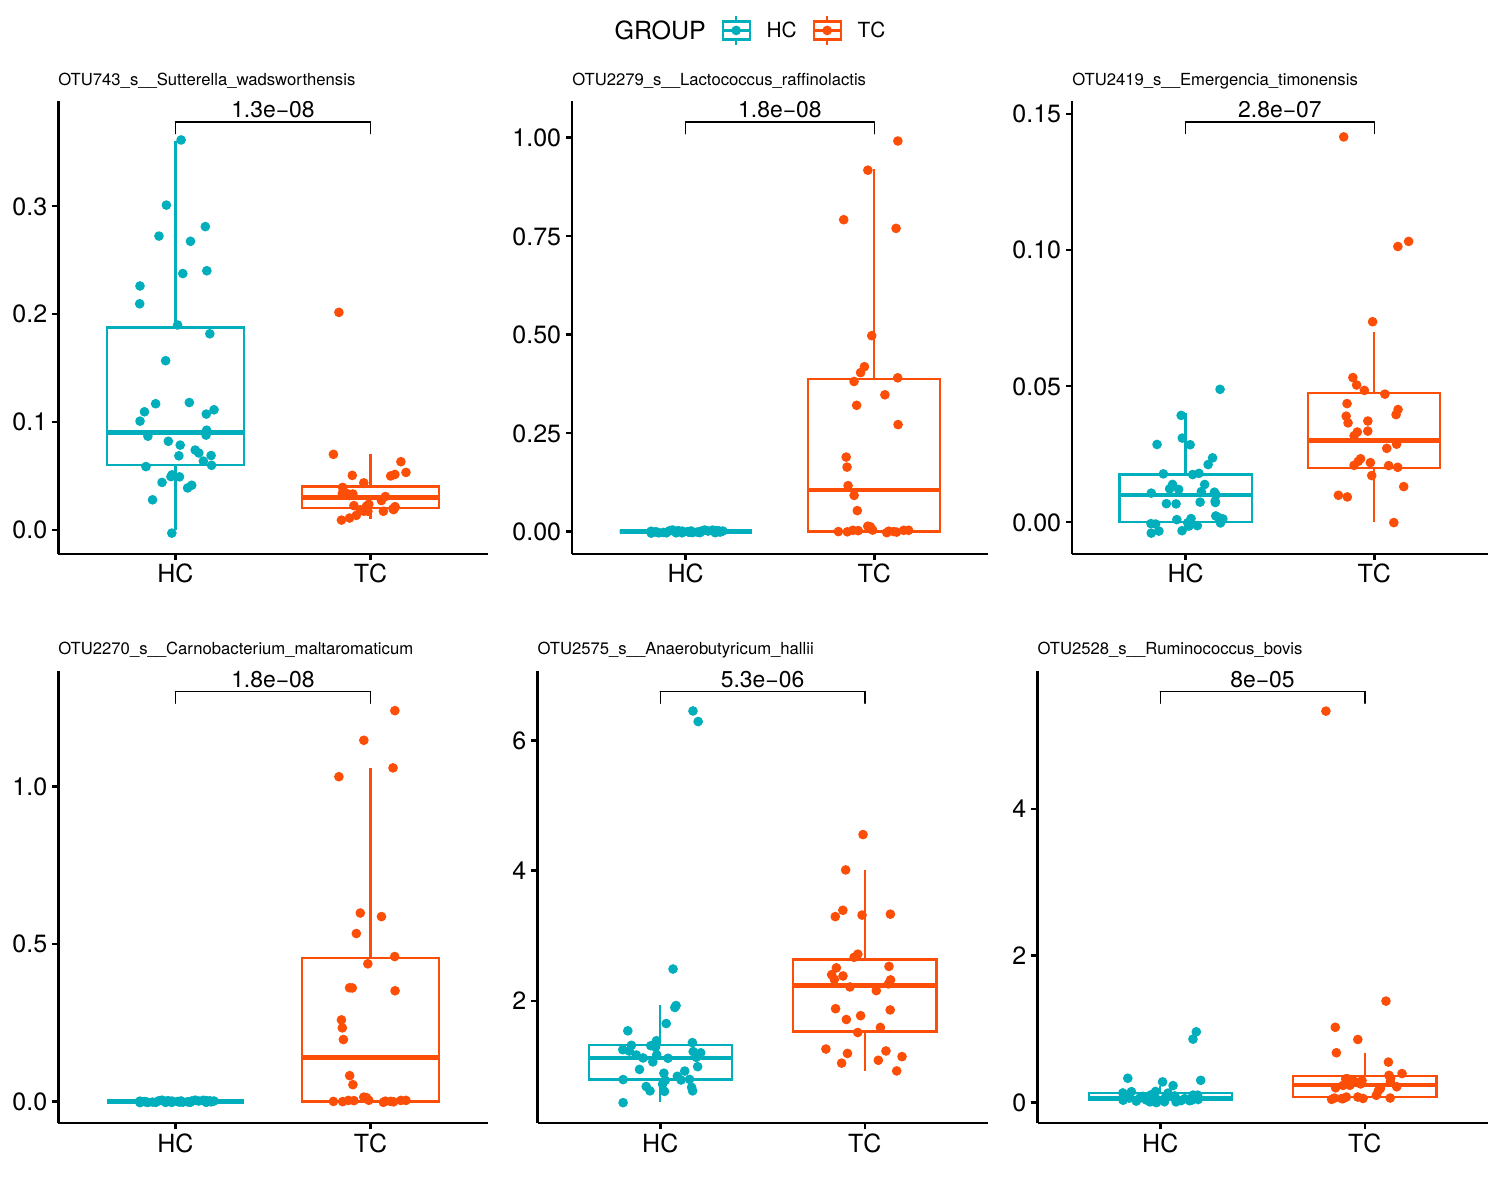 GROUP HC TC
OTU743_s__Sutterella_wadsworthensis
1.3e−08
0.3
0.2
0.1
0.0
HC TC
OTU2279_s__Lactococcus_raffinolactis
1.8e−08
1.00
0.75
0.50
0.25
0.00
HC TC
OTU2419_s__Emergencia_timonensis
2.8e−07
0.15
0.10
0.05
0.00
HC TC
OTU2270_s__Carnobacterium_maltaromaticum
1.8e−08
1.0
0.5
0.0
HC TC
OTU2575_s__Anaerobutyricum_hallii
5.3e−06
6
4
2
HC TC
OTU2528_s__Ruminococcus_bovis
8e−05
4
2
0
HC TC